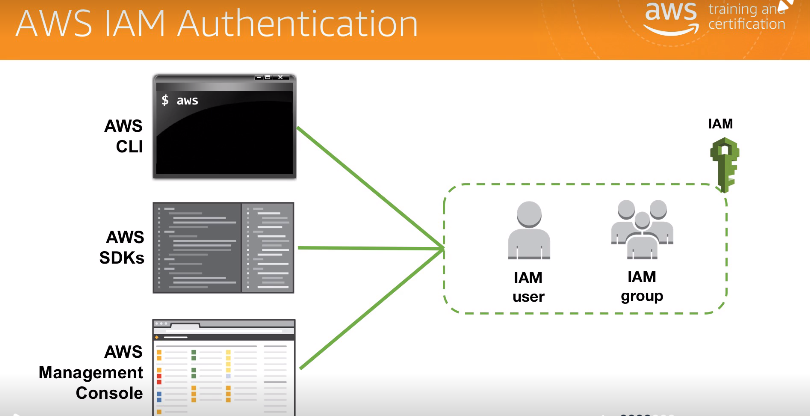 AWS IAM Authentication
aws
training and
certification
AWS
CLI
$ aws
IAM
AWS
SDKs
IAM
user
IAM
group
AWS
Management
Console